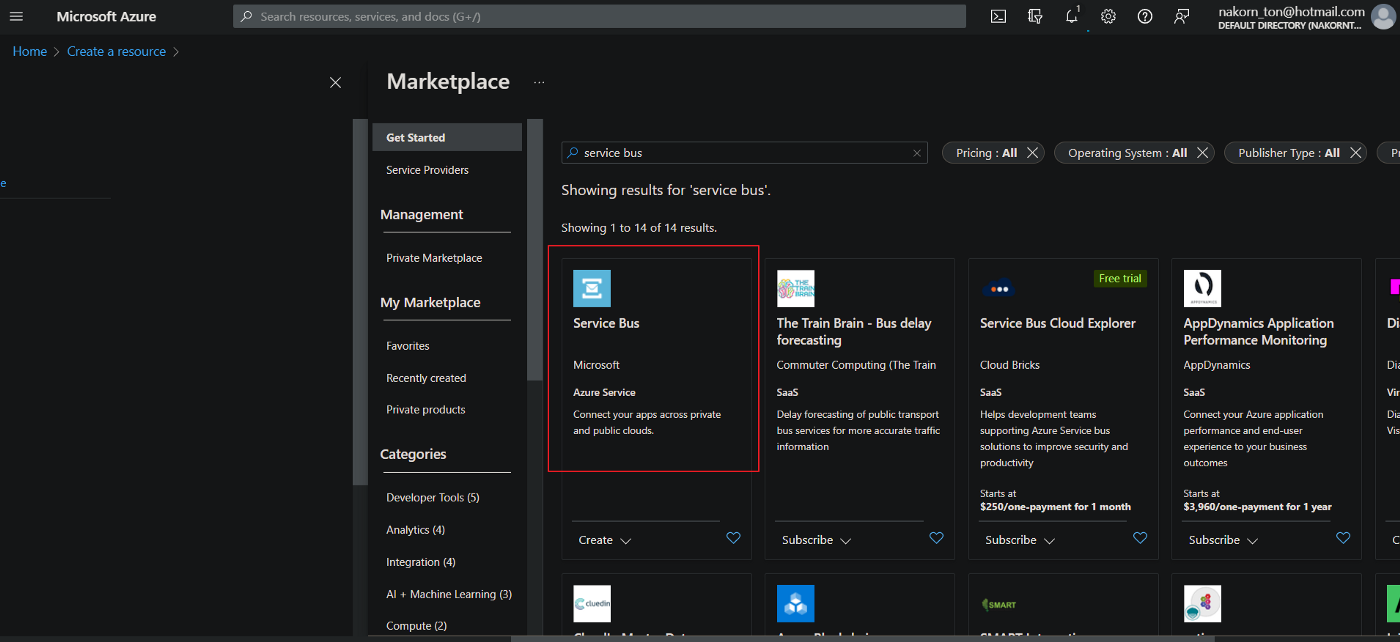 Microsoft Azure
Search resources, services, and docs (G+/)
1
nakorn_ton@hotmail.com
DEFAULT DIRECTORY (NAKORNT...
Home > Create a resource >
Marketplace ...
e
Get Started
Service Providers
Management
Private Marketplace
My Marketplace
Favorites
Recently created
Private products
Categories
Developer Tools (5)
Analytics (4)
Integration (4)
AI + Machine Learning (3)
Compute (2)
service bus
Pricing : All
Operating System : All
Publisher Type : All
Pr
Showing results for 'service bus'.
Showing 1 to 14 of 14 results.
Service Bus
Microsoft
Azure Service
Connect your apps across private
and public clouds.
Create
THE
TRAIN
BRAIN
The Train Brain - Bus delay
forecasting
Commuter Computing (The Train
SaaS
Delay forecasting of public transport
bus services for more accurate traffic
information
Subscribe
Free trial
Service Bus Cloud Explorer
Cloud Bricks
SaaS
Helps development teams
supporting Azure Service bus
solutions to improve security and
productivity
Starts at
$250/one-payment for 1 month
Subscribe
APPDYNAMICS
AppDynamics Application
Performance Monitoring
AppDynamics
SaaS
Connect your Azure application
performance and end-user
experience to your business
outcomes
Starts at
$3,960/one-payment for 1 year
Subscribe
Di
Dia
Vir
Dia
Vis
C
cluedin
SMART